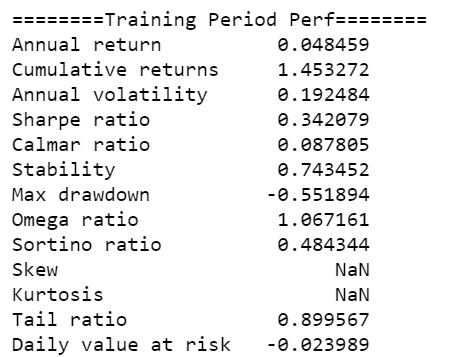 ========Training Period Perf========
Annual return 0.048459
Cumulative returns 1.453272
Annual volatility 0.192484
Sharpe ratio 0.342079
Calmar ratio 0.087805
Stability 0.743452
Max drawdown -0.551894
Omega ratio 1.067161
Sortino ratio 0.484344
Skew NaN
Kurtosis NaN
Tail ratio 0.899567
Daily value at risk -0.023989